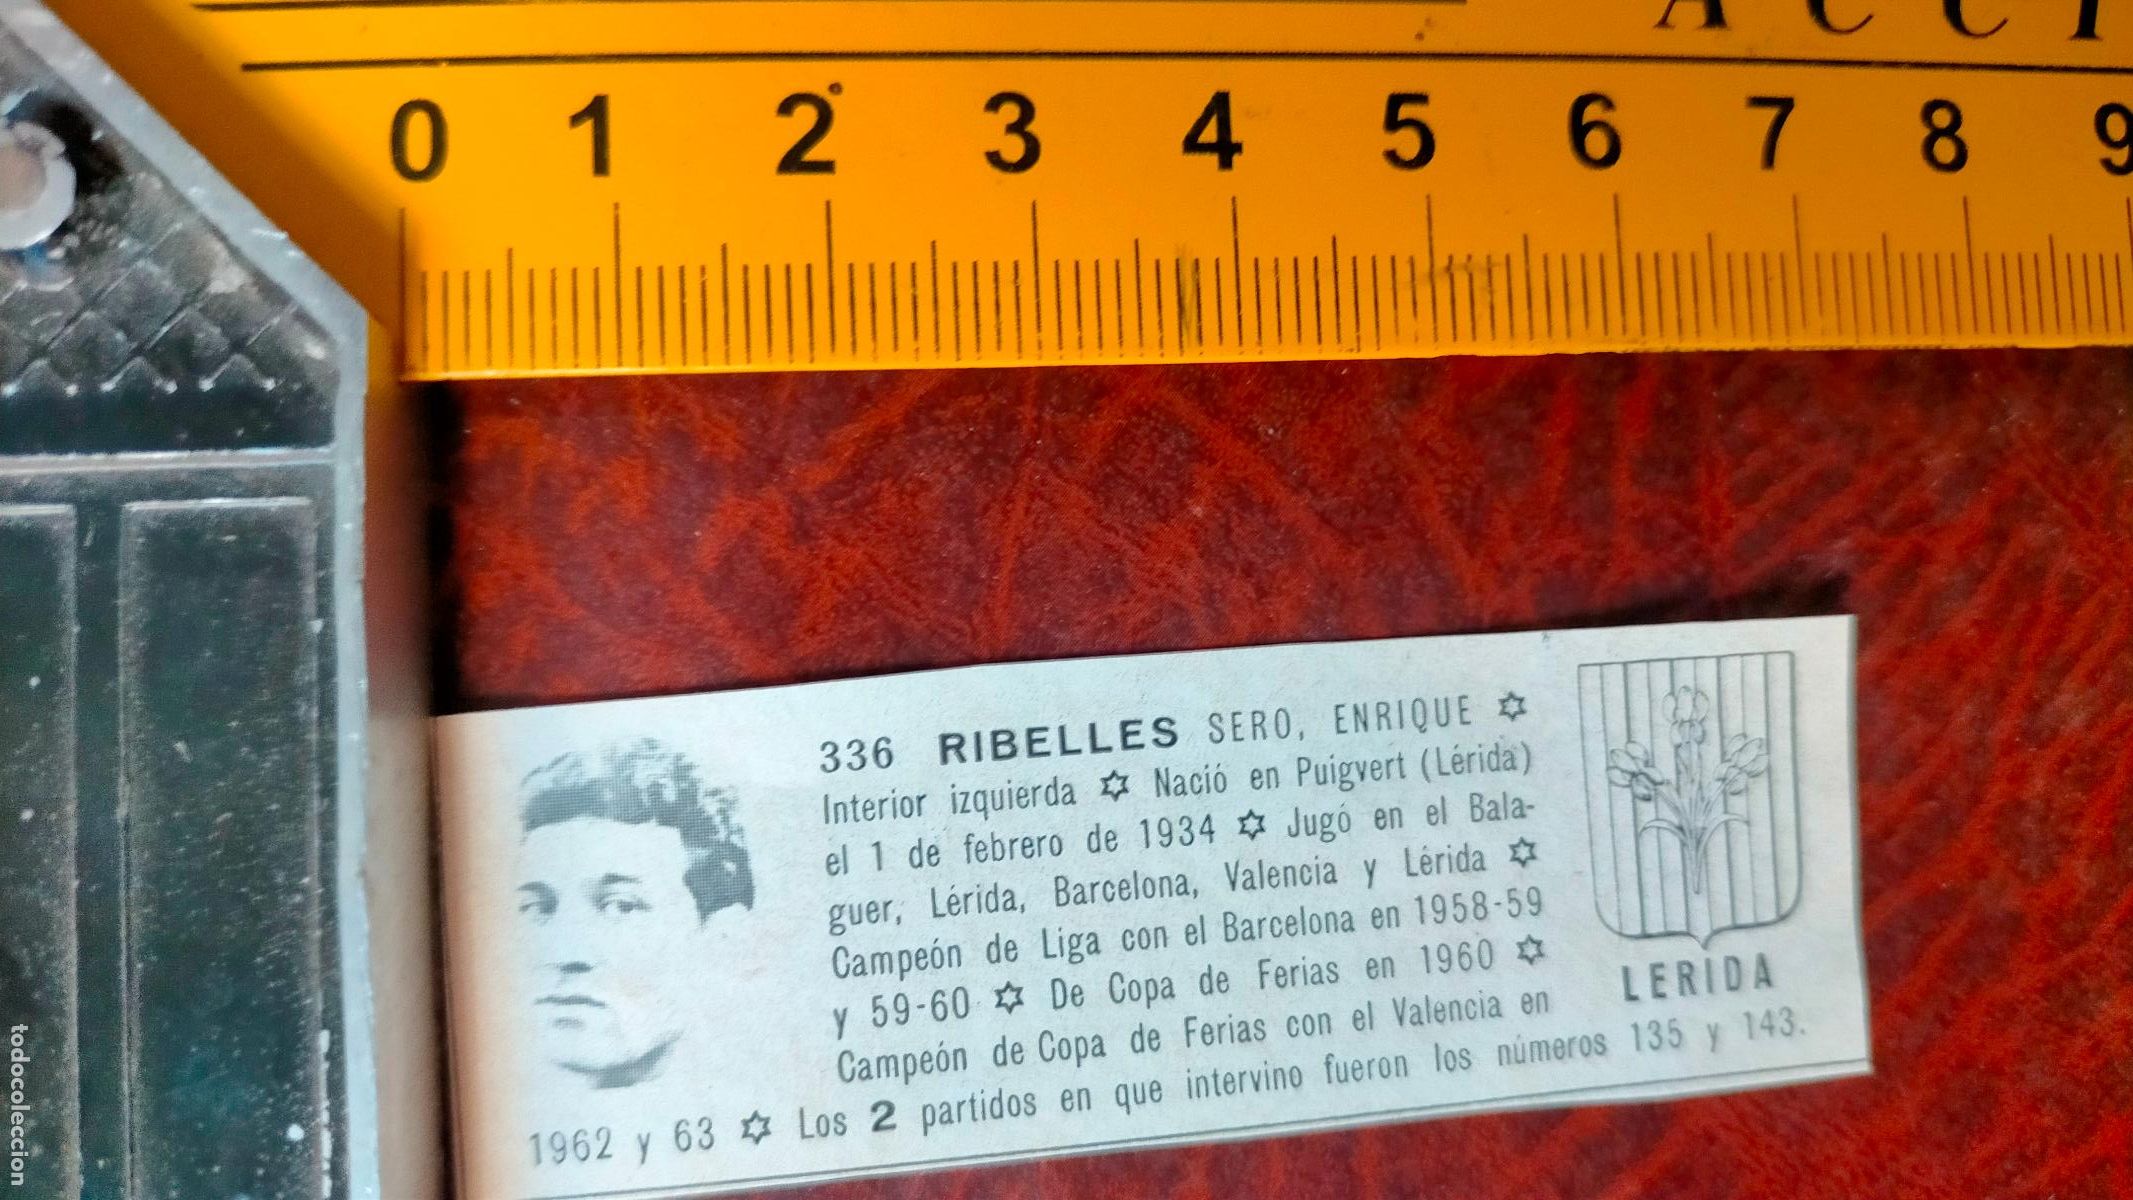 ACCI
0 1 2 3 4 5 6 7 8 9
336 RIBELLES SERO, ENRIQUE ✡
Interior izquierda ✡ Nació en Puigvert (Lérida)
el 1 de febrero de 1934 ✡ Jugó en el Bala-
guer, Lérida, Barcelona, Valencia y Lérida ✡
Campeón de Liga con el Barcelona en 1958-59
y 59-60 ✡ De Copa de Ferias en 1960 ✡
Campeón de Copa de Ferias con el Valencia en
1962 y 63 ✡ Los 2 partidos en que intervino fueron los números 135 y 143.
LERIDA
todocoleccion